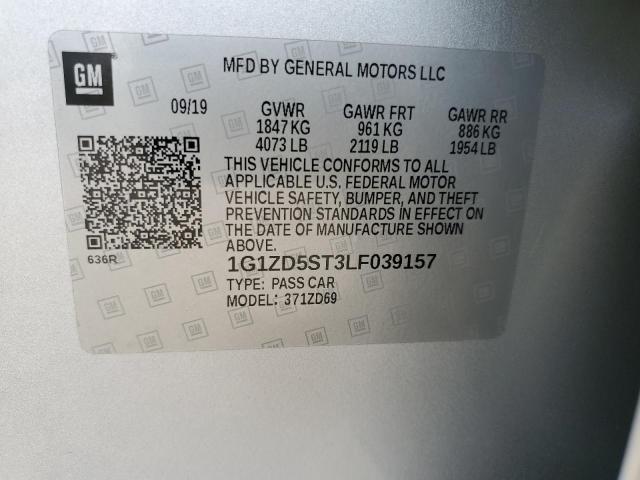 GM
MFD BY GENERAL MOTORS LLC
09/19 GVWR GAWR FRT GAWR RR
1847 KG 961 KG 886 KG
4073 LB 2119 LB 1954 LB
THIS VEHICLE CONFORMS TO ALL
APPLICABLE U.S. FEDERAL MOTOR
VEHICLE SAFETY, BUMPER, AND THEFT
PREVENTION STANDARDS IN EFFECT ON
THE DATE OF MANUFACTURE SHOWN
ABOVE.
636R
1G1ZD5ST3LF039157
TYPE: PASS CAR
MODEL: 371ZD69